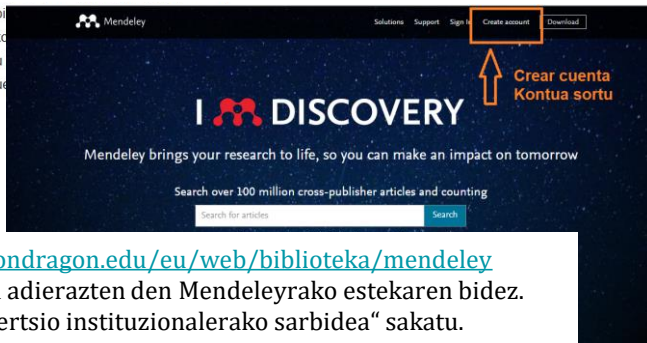 Mendeley
Solutions Support Sign In Create account Download
Crear cuenta
Kontua sortu
I DISCOVERY
Mendeley brings your research to life, so you can make an impact on tomorrow
Search over 100 million cross-publisher articles and counting
Search for articles Search
ondragon.edu/eu/web/biblioteka/mendeley
adierazten den Mendeleyrako estekaren bidez.
ertsio instituzionalerako sarbidea“ sakatu.